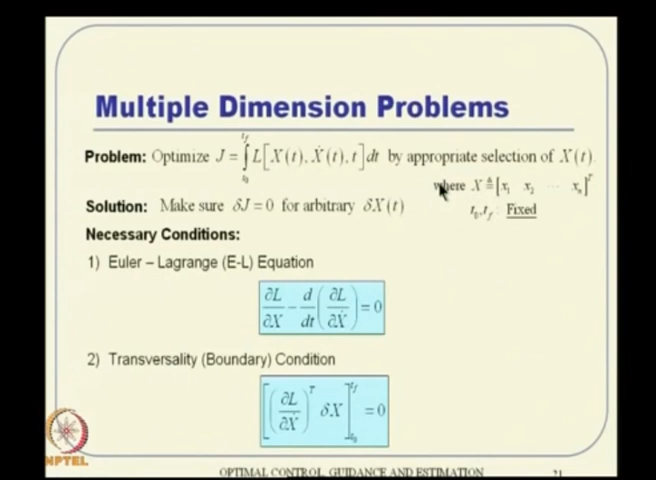 Multiple Dimension Problems
Problem: Optimize J = ∫_{t_0}^{t_f} L[X(t), Ẋ(t), t] dt by appropriate selection of X(t)
where X ≜ [x_1 x_2 ⋯ x_n]^T
Solution: Make sure δJ = 0 for arbitrary δX(t)
t_0, t_f : Fixed
Necessary Conditions:
1) Euler – Lagrange (E-L) Equation
∂L/∂X − d/dt (∂L/∂Ẋ) = 0
2) Transversality (Boundary) Condition
[(∂L/∂Ẋ)^T δX]_{t_0}^{t_f} = 0
NPTEL
OPTIMAL CONTROL, GUIDANCE AND ESTIMATION
21